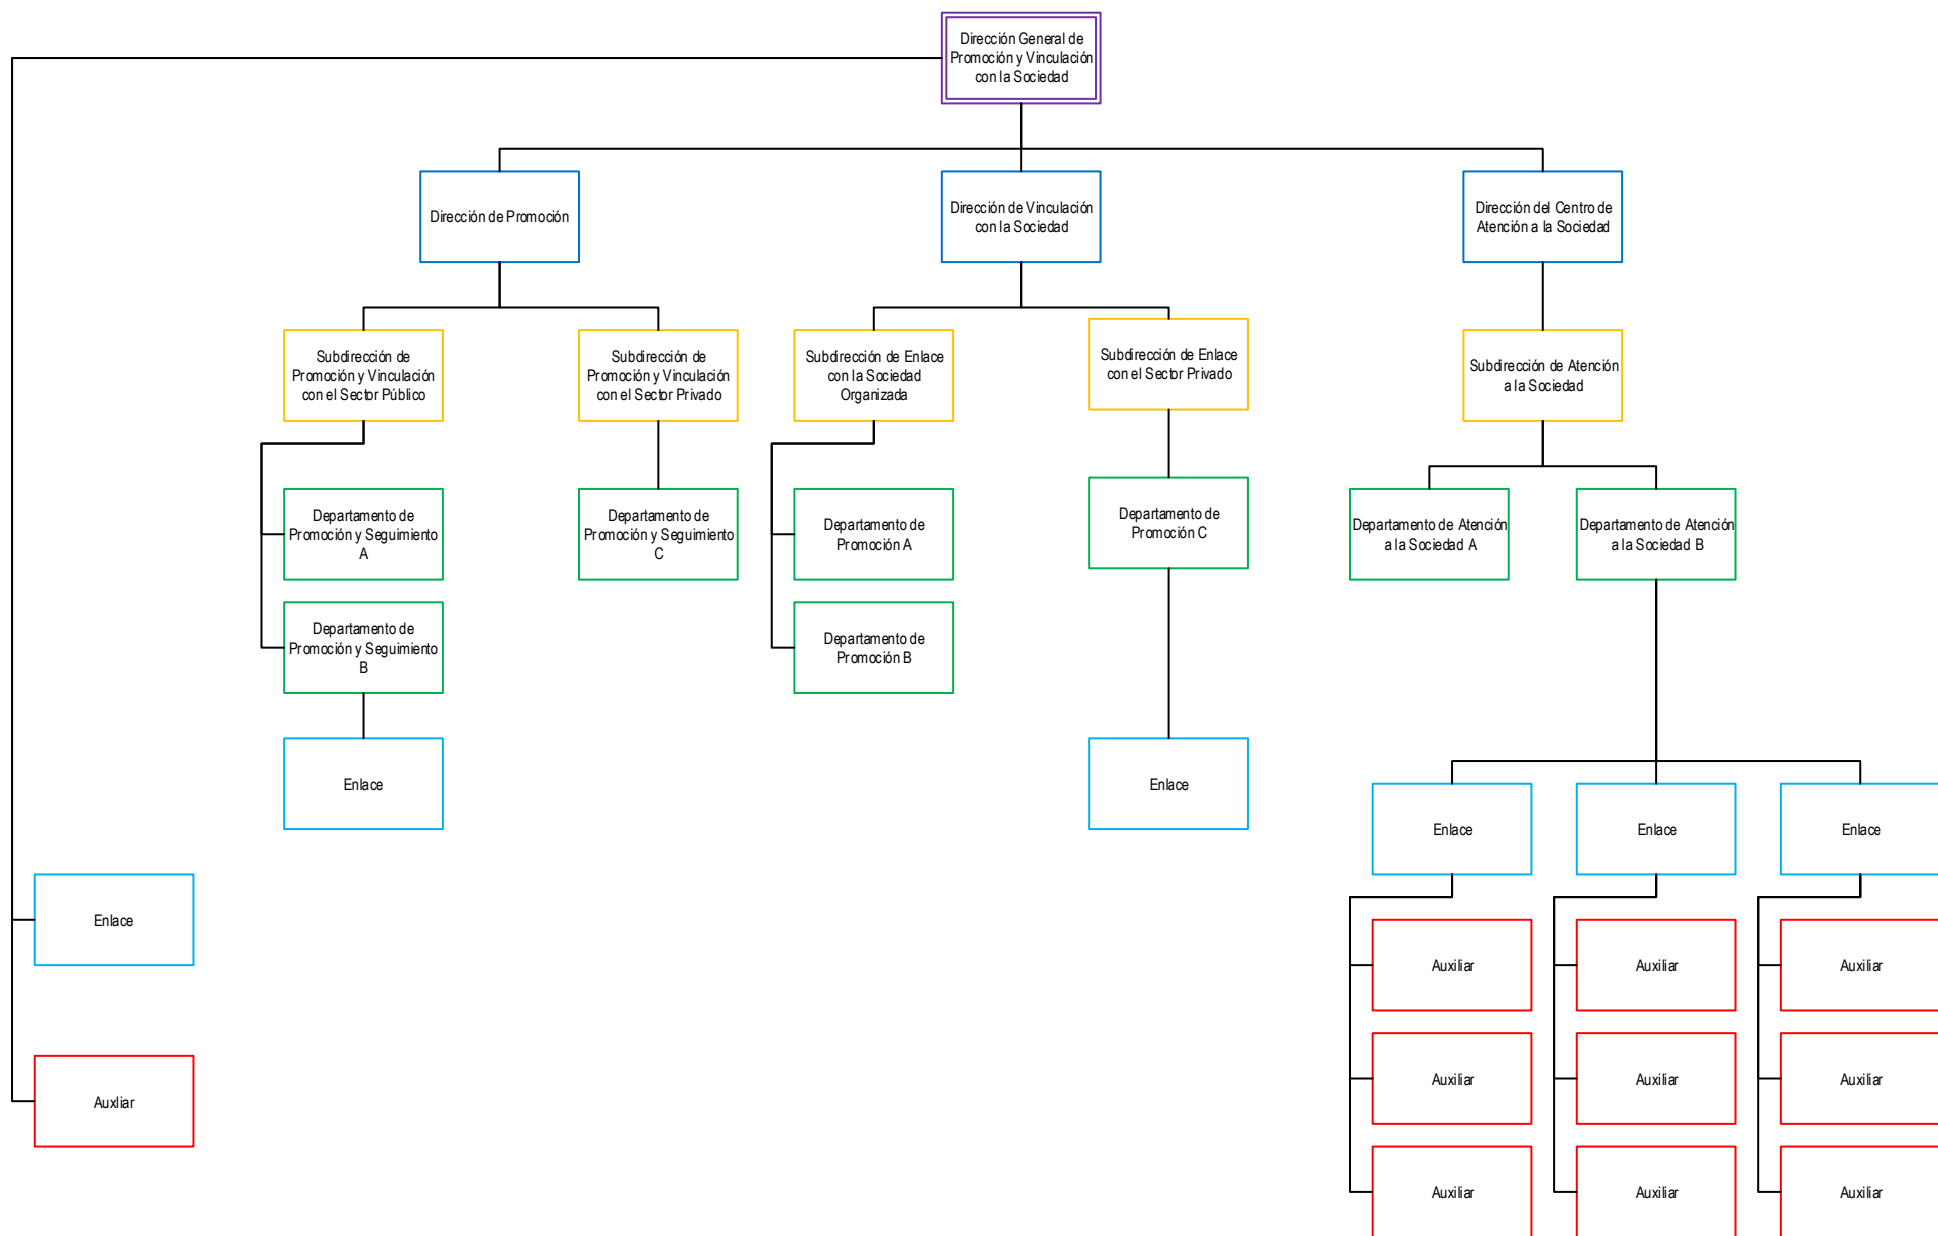 Dirección General de
Promoción y Vinculación
con la Sociedad
Dirección de Promoción
Dirección de Vinculación
con la Sociedad
Dirección del Centro de
Atención a la Sociedad
Subdirección de
Promoción y Vinculación
con el Sector Público
Subdirección de
Promoción y Vinculación
con el Sector Privado
Subdirección de Enlace
con la Sociedad
Organizada
Subdirección de Enlace
con el Sector Privado
Subdirección de Atención
a la Sociedad
Departamento de
Promoción y Seguimiento
A
Departamento de
Promoción y Seguimiento
C
Departamento de
Promoción A
Departamento de
Promoción C
Departamento de Atención
a la Sociedad A
Departamento de Atención
a la Sociedad B
Departamento de
Promoción y Seguimiento
B
Departamento de
Promoción B
Enlace
Enlace
Enlace
Enlace
Enlace
Enlace
Auxiliar
Auxiliar
Auxiliar
Auxliar
Auxiliar
Auxiliar
Auxiliar
Auxiliar
Auxiliar
Auxiliar